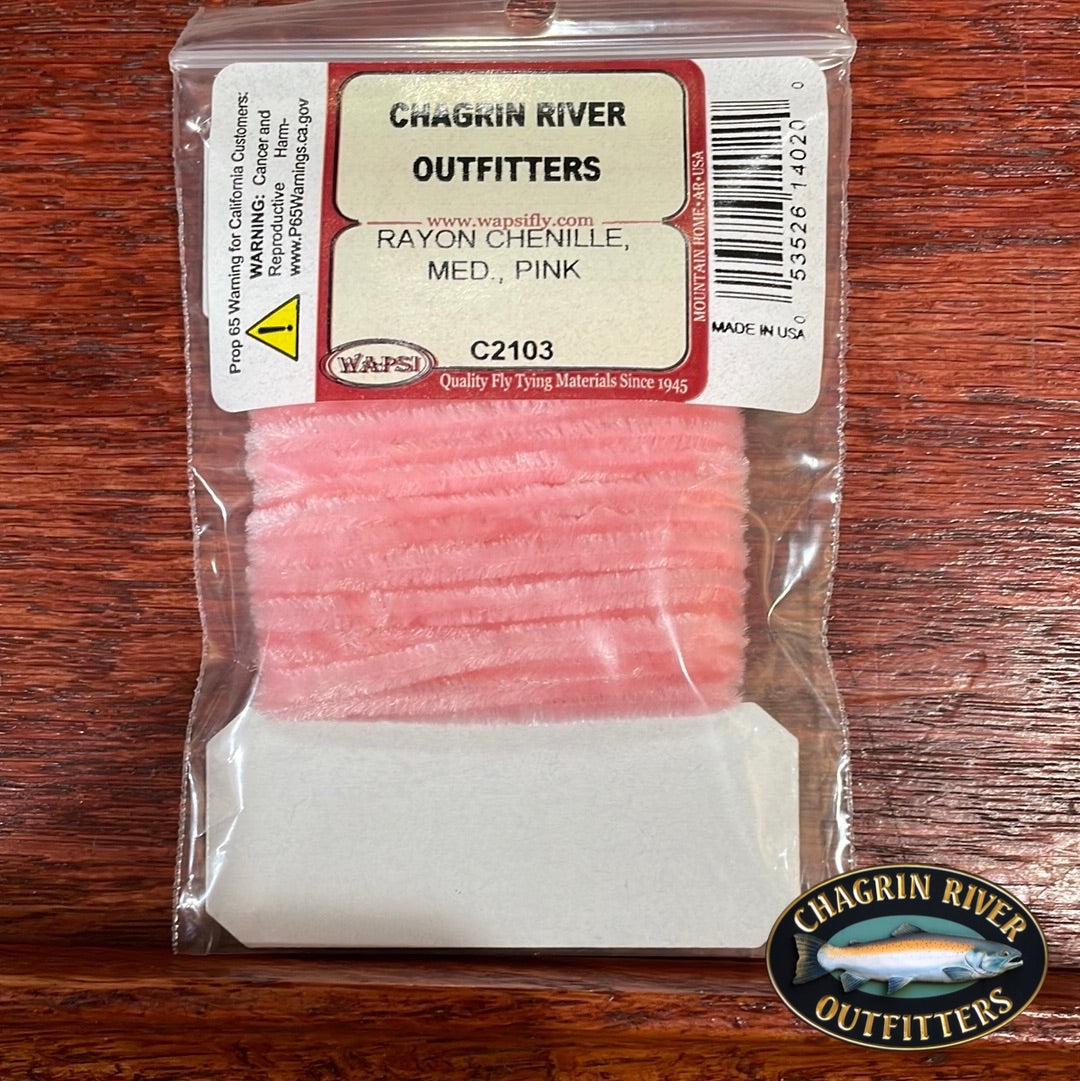 Prop 65 Warning for California Customers:
WARNING: Cancer and
Reproductive Harm-
www.P65Warnings.ca.gov
CHAGRIN RIVER
OUTFITTERS
www.wapsifly.com
RAYON CHENILLE,
MED., PINK
C2103
WAPSI
Quality Fly Tying Materials Since 1945
MOUNTAIN HOME•AR•USA
0 53526 14020 0
MADE IN USA
CHAGRIN RIVER
OUTFITTERS